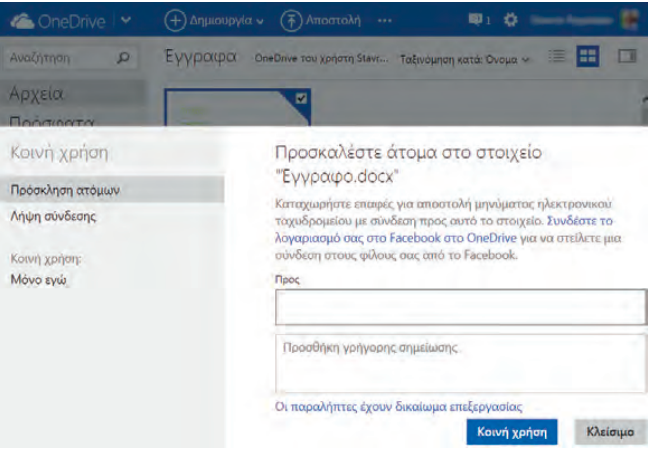 OneDrive Δημιουργία Αποστολή ••• 1
Αναζήτηση Έγγραφα OneDrive του χρήστη Stavr... Ταξινόμηση κατά: Όνομα
Αρχεία
Πρόσφατα
Κοινή χρήση
Πρόσκληση ατόμων
Λήψη σύνδεσης
Κοινή χρήση:
Μόνο εγώ
Προσκαλέστε άτομα στο στοιχείο
"Έγγραφο.docx"
Καταχωρήστε επαφές για αποστολή μηνύματος ηλεκτρονικού
ταχυδρομείου με σύνδεση προς αυτό το στοιχείο. Συνδέστε το
λογαριασμό σας στο Facebook στο OneDrive για να στείλετε μια
σύνδεση στους φίλους σας από το Facebook.
Προς
Προσθήκη γρήγορης σημείωσης
Οι παραλήπτες έχουν δικαίωμα επεξεργασίας
Κοινή χρήση Κλείσιμο